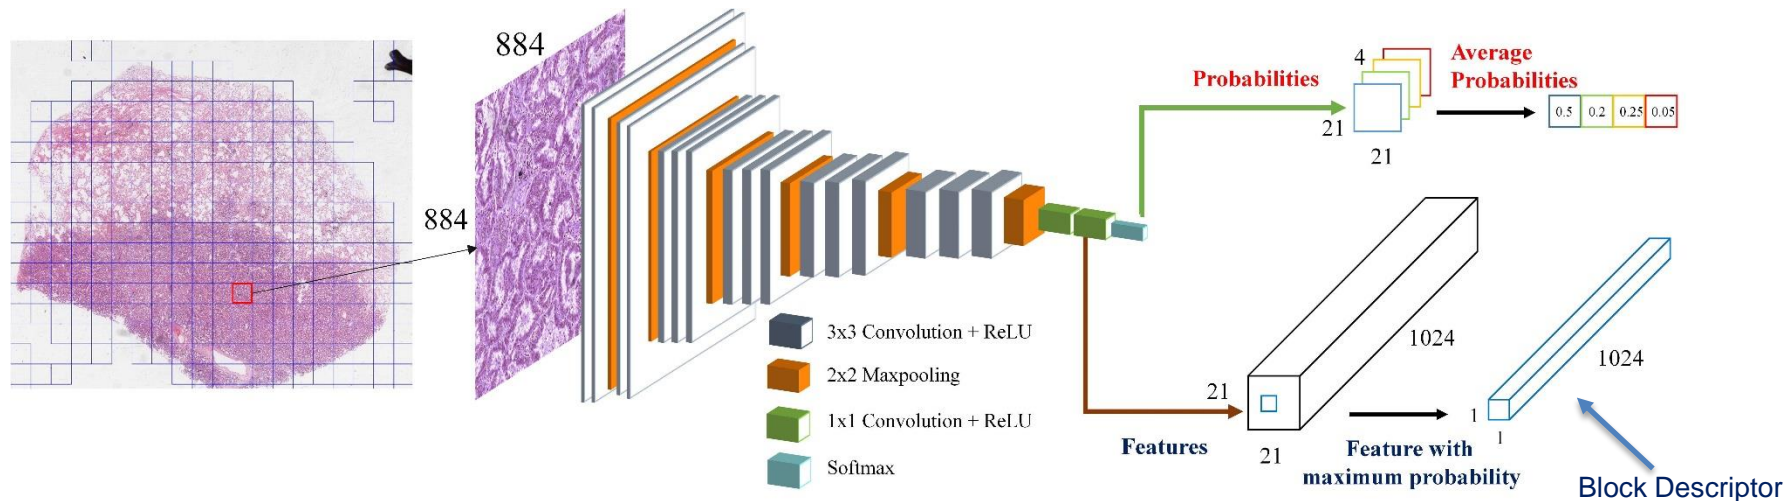 884
884
3x3 Convolution + ReLU
2x2 Maxpooling
1x1 Convolution + ReLU
Softmax
Probabilities
4
21
21
Average
Probabilities
0.5 0.2 0.25 0.05
Features
21
21
1024
Feature with
maximum probability
1024
1
1
Block Descriptor